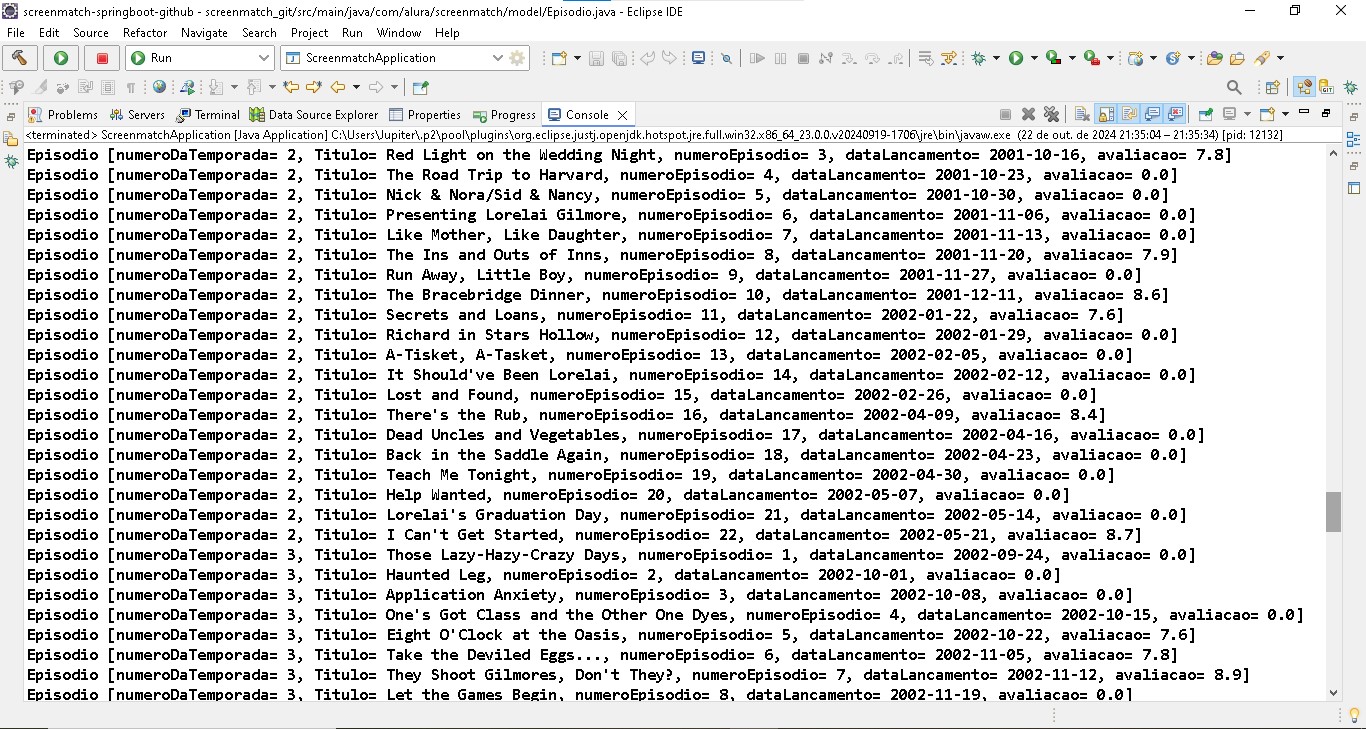 screenmatch-springboot-github - screenmatch_git/src/main/java/com/alura/screenmatch/model/Episodio.java - Eclipse IDE
File Edit Source Refactor Navigate Search Project Run Window Help
Run ScreenmatchApplication
Problems Servers Terminal Data Source Explorer Properties Progress Console
<terminated> ScreenmatchApplication [Java Application] C:\Users\Jupiter\.p2\pool\plugins\org.eclipse.justj.openjdk.hotspot.jre.full.win32.x86_64_23.0.0.v20240919-1706\jre\bin\javaw.exe (22 de out. de 2024 21:35:04 – 21:35:34) [pid: 12132]
Episodio [numeroDaTemporada= 2, Titulo= Red Light on the Wedding Night, numeroEpisodio= 3, dataLancamento= 2001-10-16, avaliacao= 7.8]
Episodio [numeroDaTemporada= 2, Titulo= The Road Trip to Harvard, numeroEpisodio= 4, dataLancamento= 2001-10-23, avaliacao= 0.0]
Episodio [numeroDaTemporada= 2, Titulo= Nick & Nora/Sid & Nancy, numeroEpisodio= 5, dataLancamento= 2001-10-30, avaliacao= 0.0]
Episodio [numeroDaTemporada= 2, Titulo= Presenting Lorelai Gilmore, numeroEpisodio= 6, dataLancamento= 2001-11-06, avaliacao= 0.0]
Episodio [numeroDaTemporada= 2, Titulo= Like Mother, Like Daughter, numeroEpisodio= 7, dataLancamento= 2001-11-13, avaliacao= 0.0]
Episodio [numeroDaTemporada= 2, Titulo= The Ins and Outs of Inns, numeroEpisodio= 8, dataLancamento= 2001-11-20, avaliacao= 7.9]
Episodio [numeroDaTemporada= 2, Titulo= Run Away, Little Boy, numeroEpisodio= 9, dataLancamento= 2001-11-27, avaliacao= 0.0]
Episodio [numeroDaTemporada= 2, Titulo= The Bracebridge Dinner, numeroEpisodio= 10, dataLancamento= 2001-12-11, avaliacao= 8.6]
Episodio [numeroDaTemporada= 2, Titulo= Secrets and Loans, numeroEpisodio= 11, dataLancamento= 2002-01-22, avaliacao= 7.6]
Episodio [numeroDaTemporada= 2, Titulo= Richard in Stars Hollow, numeroEpisodio= 12, dataLancamento= 2002-01-29, avaliacao= 0.0]
Episodio [numeroDaTemporada= 2, Titulo= A-Tisket, A-Tasket, numeroEpisodio= 13, dataLancamento= 2002-02-05, avaliacao= 0.0]
Episodio [numeroDaTemporada= 2, Titulo= It Should've Been Lorelai, numeroEpisodio= 14, dataLancamento= 2002-02-12, avaliacao= 0.0]
Episodio [numeroDaTemporada= 2, Titulo= Lost and Found, numeroEpisodio= 15, dataLancamento= 2002-02-26, avaliacao= 0.0]
Episodio [numeroDaTemporada= 2, Titulo= There's the Rub, numeroEpisodio= 16, dataLancamento= 2002-04-09, avaliacao= 8.4]
Episodio [numeroDaTemporada= 2, Titulo= Dead Uncles and Vegetables, numeroEpisodio= 17, dataLancamento= 2002-04-16, avaliacao= 0.0]
Episodio [numeroDaTemporada= 2, Titulo= Back in the Saddle Again, numeroEpisodio= 18, dataLancamento= 2002-04-23, avaliacao= 0.0]
Episodio [numeroDaTemporada= 2, Titulo= Teach Me Tonight, numeroEpisodio= 19, dataLancamento= 2002-04-30, avaliacao= 0.0]
Episodio [numeroDaTemporada= 2, Titulo= Help Wanted, numeroEpisodio= 20, dataLancamento= 2002-05-07, avaliacao= 0.0]
Episodio [numeroDaTemporada= 2, Titulo= Lorelai's Graduation Day, numeroEpisodio= 21, dataLancamento= 2002-05-14, avaliacao= 0.0]
Episodio [numeroDaTemporada= 2, Titulo= I Can't Get Started, numeroEpisodio= 22, dataLancamento= 2002-05-21, avaliacao= 8.7]
Episodio [numeroDaTemporada= 3, Titulo= Those Lazy-Hazy-Crazy Days, numeroEpisodio= 1, dataLancamento= 2002-09-24, avaliacao= 0.0]
Episodio [numeroDaTemporada= 3, Titulo= Haunted Leg, numeroEpisodio= 2, dataLancamento= 2002-10-01, avaliacao= 0.0]
Episodio [numeroDaTemporada= 3, Titulo= Application Anxiety, numeroEpisodio= 3, dataLancamento= 2002-10-08, avaliacao= 0.0]
Episodio [numeroDaTemporada= 3, Titulo= One's Got Class and the Other One Dyes, numeroEpisodio= 4, dataLancamento= 2002-10-15, avaliacao= 0.0]
Episodio [numeroDaTemporada= 3, Titulo= Eight O'Clock at the Oasis, numeroEpisodio= 5, dataLancamento= 2002-10-22, avaliacao= 7.6]
Episodio [numeroDaTemporada= 3, Titulo= Take the Deviled Eggs..., numeroEpisodio= 6, dataLancamento= 2002-11-05, avaliacao= 7.8]
Episodio [numeroDaTemporada= 3, Titulo= They Shoot Gilmores, Don't They?, numeroEpisodio= 7, dataLancamento= 2002-11-12, avaliacao= 8.9]
Episodio [numeroDaTemporada= 3, Titulo= Let the Games Begin, numeroEpisodio= 8, dataLancamento= 2002-11-19, avaliacao= 0.0]